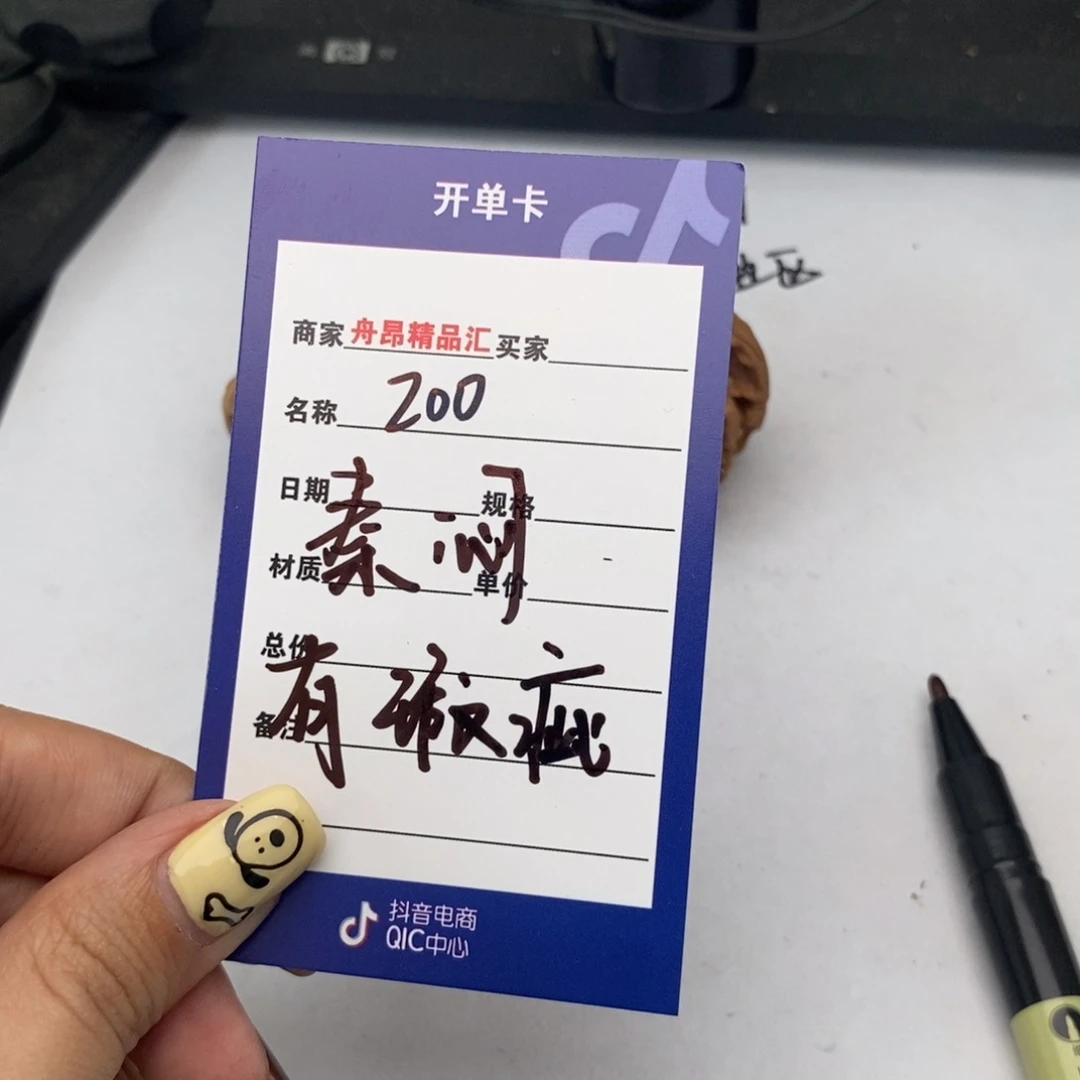 开单卡
商家 舟昂精品汇 买家
名称 200
日期 规格
材质 单价
秦润
总价
备注
有瑕疵
抖音电商
QIC中心